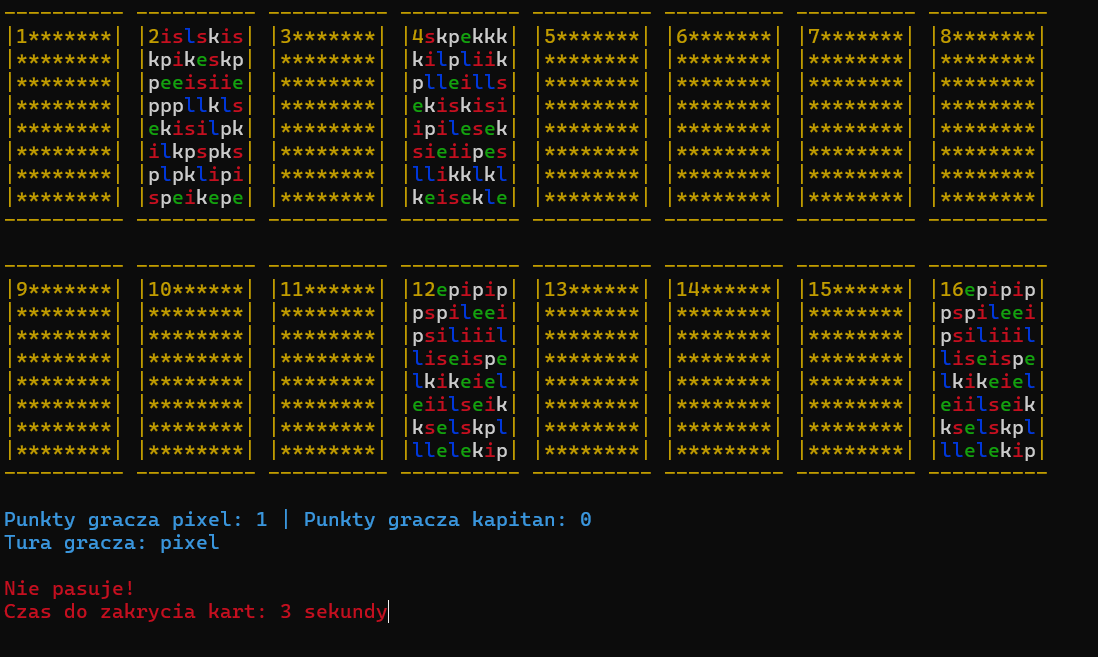 ---------- ---------- ---------- ---------- ---------- ---------- ---------- ----------
|1*******| |2islskis| |3*******| |4skpekkk| |5*******| |6*******| |7*******| |8*******|
|********| |kpikeskp| |********| |kilpliik| |********| |********| |********| |********|
|********| |peeisiie| |********| |plleills| |********| |********| |********| |********|
|********| |pppllkls| |********| |ekiskisi| |********| |********| |********| |********|
|********| |ekisilpk| |********| |ipilesek| |********| |********| |********| |********|
|********| |ilkpspks| |********| |sieiipes| |********| |********| |********| |********|
|********| |plpklipi| |********| |llikklkl| |********| |********| |********| |********|
|********| |speikepe| |********| |keisekle| |********| |********| |********| |********|
---------- ---------- ---------- ---------- ---------- ---------- ---------- ----------
---------- ---------- ---------- ---------- ---------- ---------- ---------- ----------
|9*******| |10******| |11******| |12epipip| |13******| |14******| |15******| |16epipip|
|********| |********| |********| |pspileei| |********| |********| |********| |pspileei|
|********| |********| |********| |psiliiil| |********| |********| |********| |psiliiil|
|********| |********| |********| |liseispe| |********| |********| |********| |liseispe|
|********| |********| |********| |lkikeiel| |********| |********| |********| |lkikeiel|
|********| |********| |********| |eiilseik| |********| |********| |********| |eiilseik|
|********| |********| |********| |kselskpl| |********| |********| |********| |kselskpl|
|********| |********| |********| |llelekip| |********| |********| |********| |llelekip|
---------- ---------- ---------- ---------- ---------- ---------- ---------- ----------
Punkty gracza pixel: 1 | Punkty gracza kapitan: 0
Tura gracza: pixel
Nie pasuje!
Czas do zakrycia kart: 3 sekundy